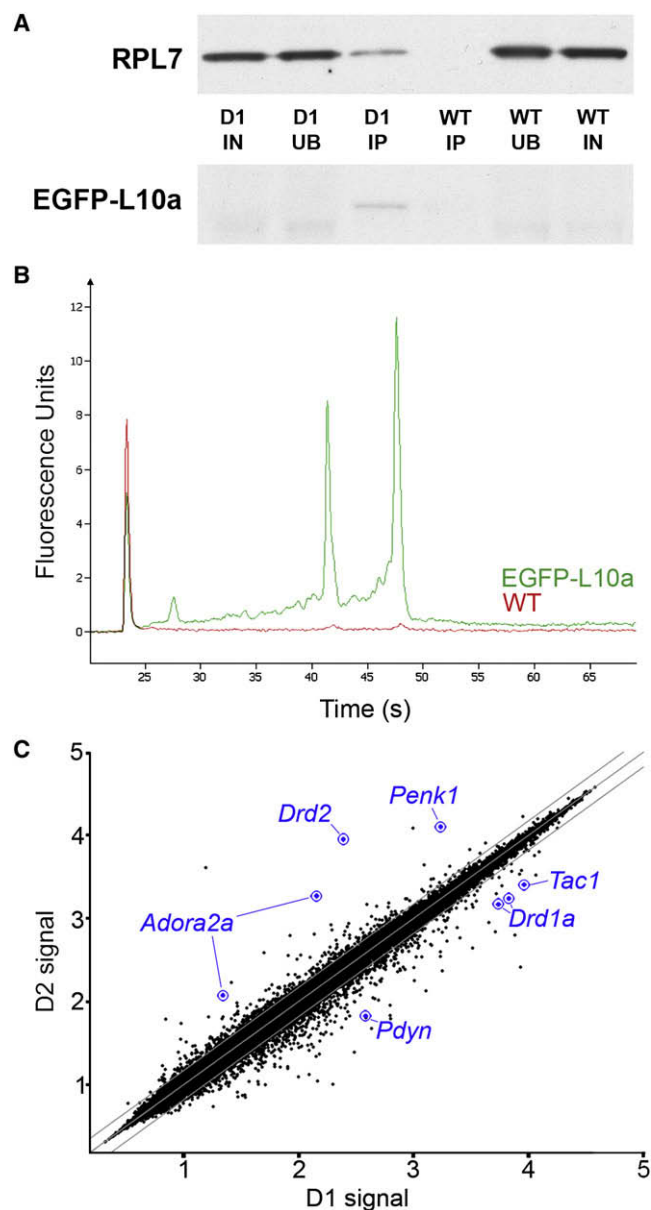 A
RPL7
D1 D1 D1 WT WT WT
IN UB IP IP UB IN
EGFP-L10a
B
Fluorescence Units
12
10
8
6
4
2
0
EGFP-L10a
WT
25 30 35 40 45 50 55 60 65
Time (s)
C
D2 signal
5
4
3
2
1
Drd2
Penk1
Adora2a
Tac1
Drd1a
Pdyn
1 2 3 4 5
D1 signal